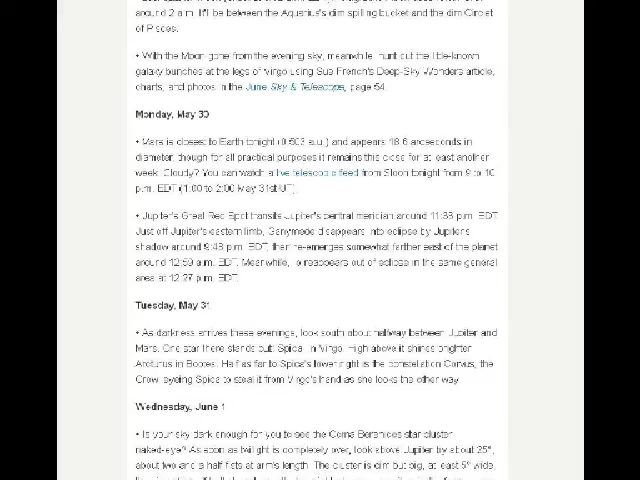 around 2 a.m. It'll be between the Aquarius's dim spilling bucket and the dim Circlet
of Pisces.
• With the Moon gone from the evening sky, meanwhile, hunt out the little-known
galaxy bunches at the legs of Virgo using Sue French's Deep-Sky Wonders article,
charts, and photos in the June Sky & Telescope, page 54.
Monday, May 30
• Mars is closest to Earth tonight (0.503 a.u.) and appears 18.6 arcseconds in
diameter, though for all practical purposes it remains this close for at least another
week. Cloudy? You can watch a live telescopic feed from Slooh tonight from 9 to 10
p.m. EDT (1:00 to 2:00 May 31st UT).
• Jupiter's Great Red Spot transits Jupiter's central meridian around 11:38 p.m. EDT.
Just off Jupiter's eastern limb, Ganymede disappears into eclipse by Jupiter's
shadow around 9:48 p.m. EDT, then re-emerges somewhat farther east of the planet
around 12:59 a.m. EDT. Meanwhile, Io reappears out of eclipse in the same general
area at 12:27 p.m. EDT.
Tuesday, May 31
• As darkness arrives these evenings, look south about halfway between Jupiter and
Mars. One star there stands out: Spica, in Virgo. High above it shines brighter
Arcturus in Bootes. Half as far to Spica's lower right is the constellation Corvus, the
Crow, eyeing Spica to steal it from Virgo's hand as she looks the other way.
Wednesday, June 1
• Is your sky dark enough for you to see the Coma Berenices star cluster
naked-eye? As soon as twilight is completely over, look above Jupiter by about 25°,
about two and a half fists at arm's length. The cluster is dim but big, at least 5° wide,